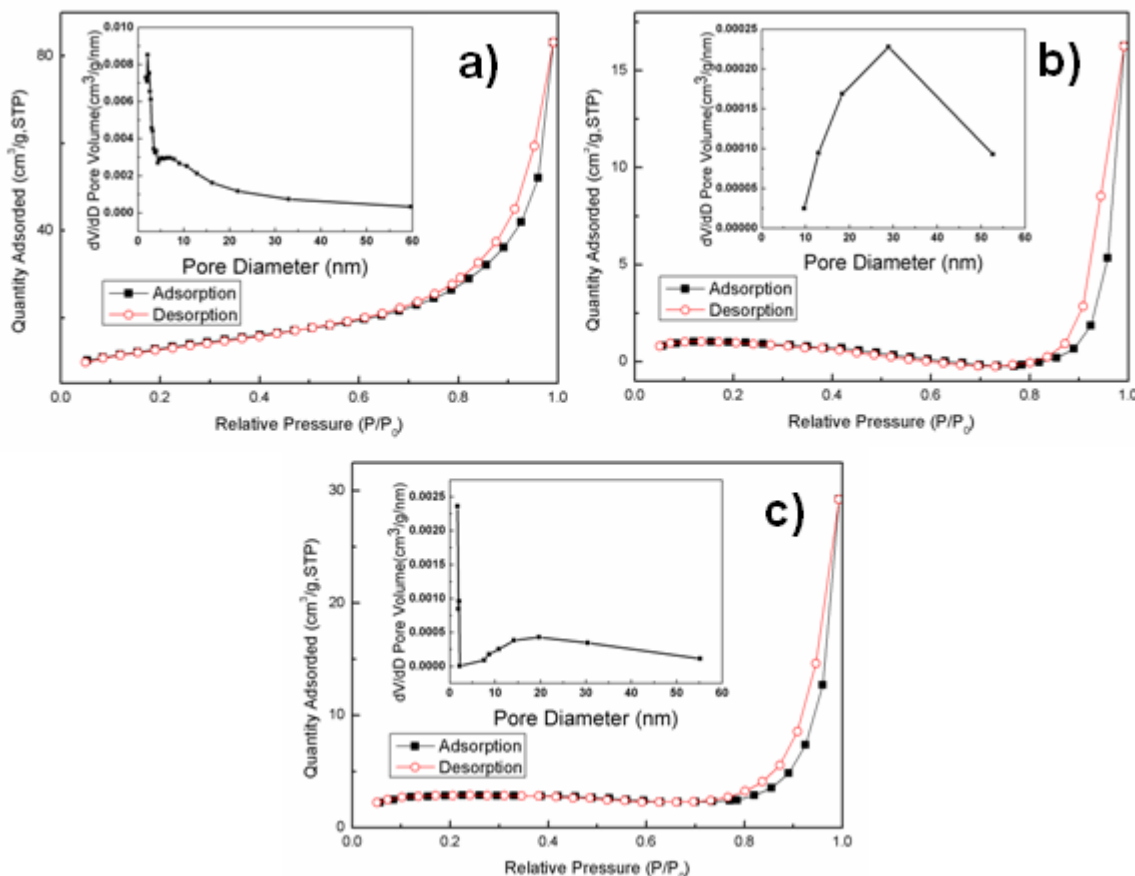 a)
0.010
0.008
0.006
0.004
0.002
0.000
dV/dD Pore Volume(cm³/g/nm)
0 10 20 30 40 50 60
Pore Diameter (nm)
80
40
Quantity Adsorded (cm³/g,STP)
Adsorption
Desorption
0.0 0.2 0.4 0.6 0.8 1.0
Relative Pressure (P/P₀)
b)
0.00025
0.00020
0.00015
0.00010
0.00005
0.00000
dV/dD Pore Volume(cm³/g/nm)
0 10 20 30 40 50 60
Pore Diameter (nm)
15
10
5
0
Quantity Adsorbed (cm³/g,STP)
Adsorption
Desorption
0.0 0.2 0.4 0.6 0.8 1.0
Relative Pressure (P/P₀)
c)
0.0025
0.0020
0.0015
0.0010
0.0005
0.0000
dV/dD Pore Volume(cm³/g/nm)
0 10 20 30 40 50 60
Pore Diameter (nm)
30
20
10
0
Quantity Adsorded (cm³/g,STP)
Adsorption
Desorption
0.0 0.2 0.4 0.6 0.8 1.0
Relative Pressure (P/P₀)